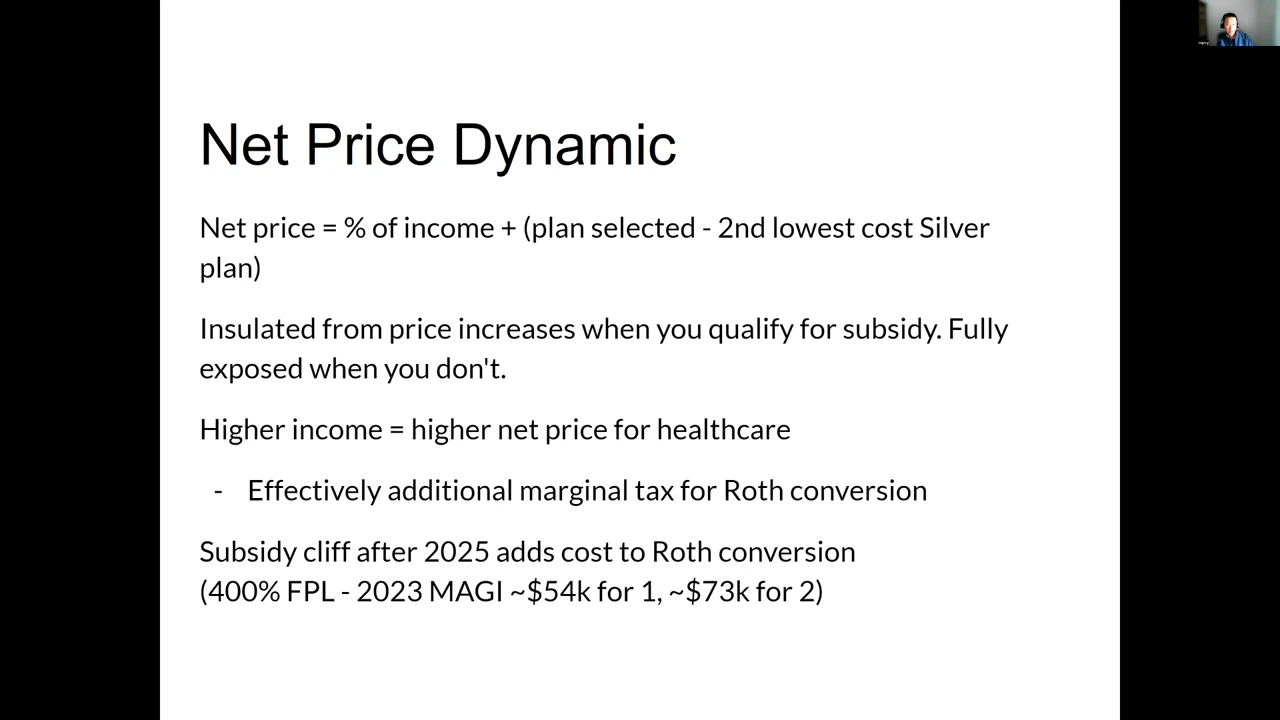 Net Price Dynamic
Net price = % of income + (plan selected - 2nd lowest cost Silver
plan)
Insulated from price increases when you qualify for subsidy. Fully
exposed when you don't.
Higher income = higher net price for healthcare
- Effectively additional marginal tax for Roth conversion
Subsidy cliff after 2025 adds cost to Roth conversion
(400% FPL - 2023 MAGI ~$54k for 1, ~$73k for 2)